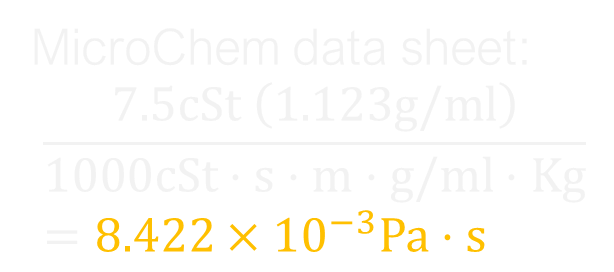 MicroChem data sheet:
7.5cSt (1.123g/ml)
1000cSt · s · m · g/ml · Kg
= 8.422 × 10⁻³Pa · s